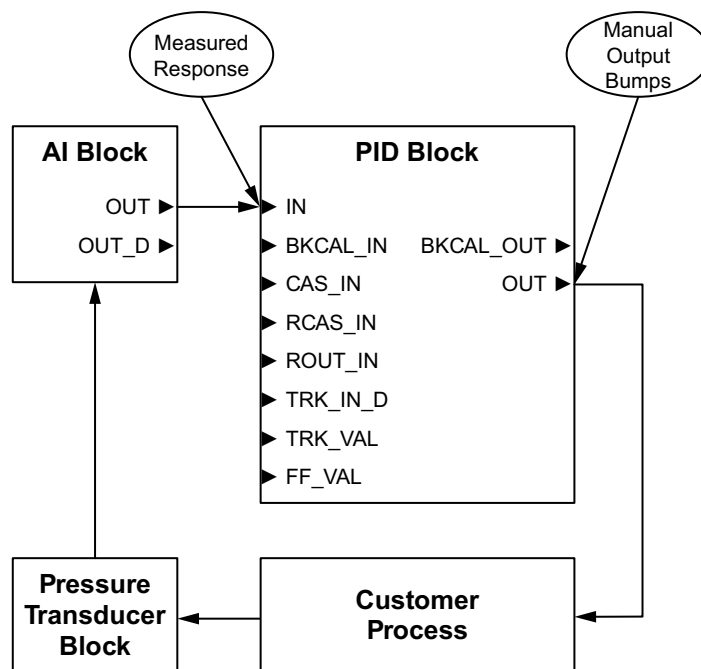 Measured
Response
Manual
Output
Bumps
AI Block
OUT
OUT_D
PID Block
IN
BKCAL_IN
CAS_IN
RCAS_IN
ROUT_IN
TRK_IN_D
TRK_VAL
FF_VAL
BKCAL_OUT
OUT
Pressure
Transducer
Block
Customer
Process